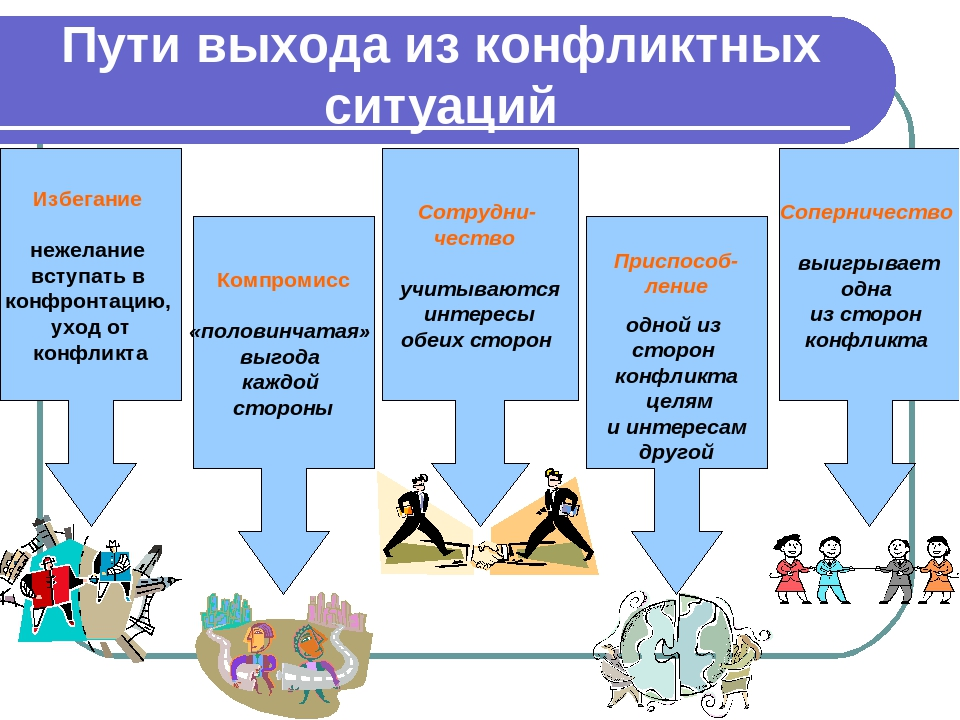 Пути выхода из конфликтных
ситуаций
Избегание
нежелание
вступать в
конфронтацию,
уход от
конфликта
Компромисс
«половинчатая»
выгода
каждой
стороны
Сотрудни-
чество
учитываются
интересы
обеих сторон
Приспособ-
ление
одной из
сторон
конфликта
целям
и интересам
другой
Соперничество
выигрывает
одна
из сторон
конфликта